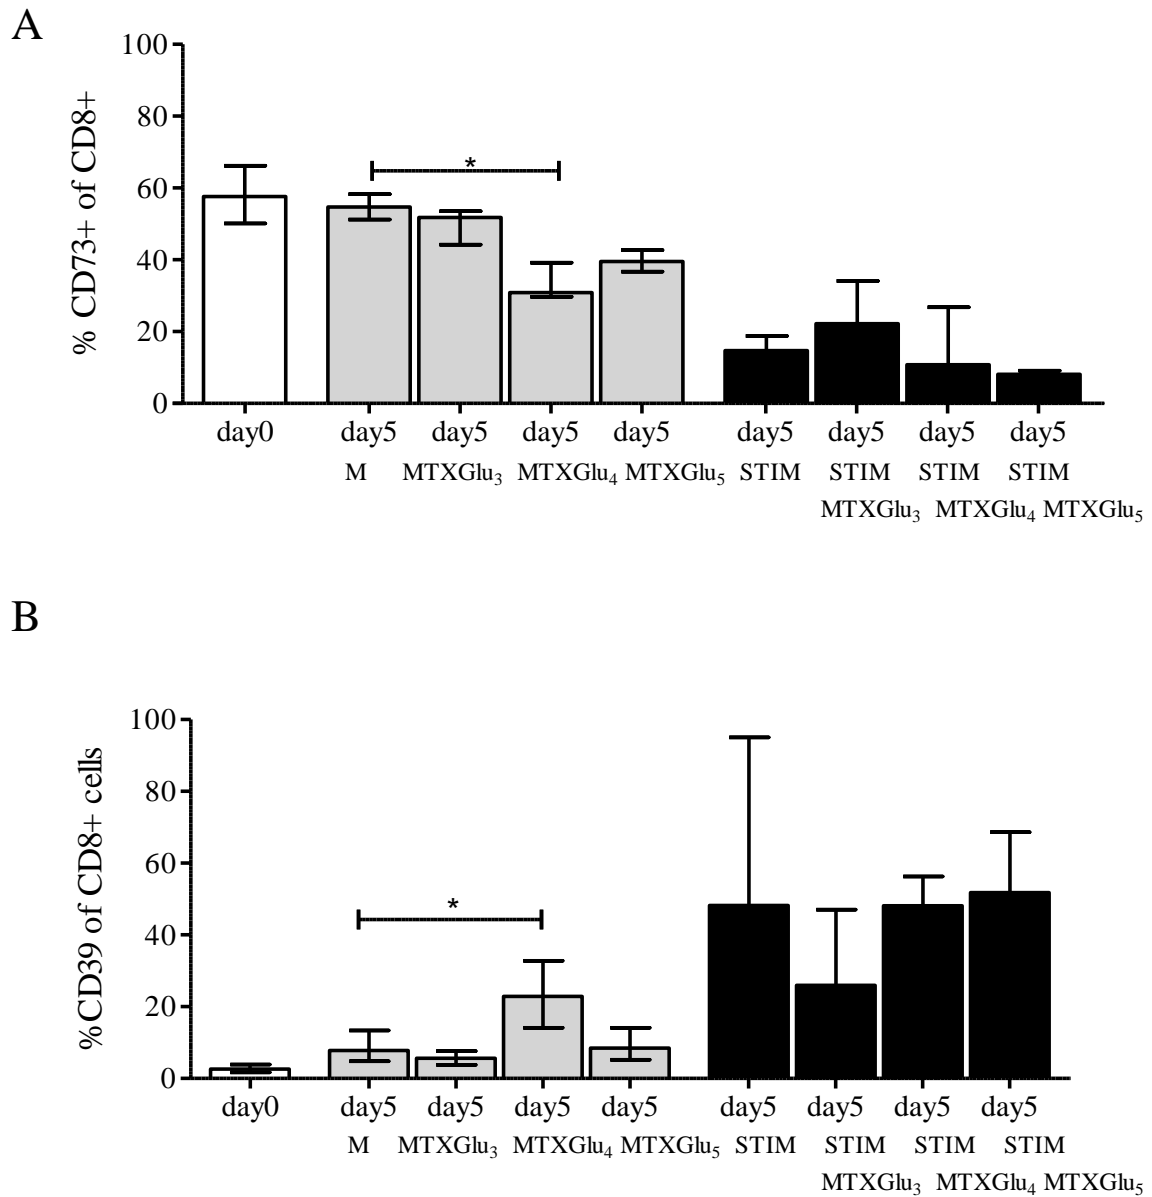 A
% CD73+ of CD8+
100
80
60
40
20
0
*
day0 day5 day5 day5 day5 day5 day5 day5 day5
M MTXGlu₃ MTXGlu₄ MTXGlu₅ STIM STIM STIM STIM
MTXGlu₃ MTXGlu₄ MTXGlu₅
B
%CD39 of CD8+ cells
100
80
60
40
20
0
*
day0 day5 day5 day5 day5 day5 day5 day5 day5
M MTXGlu₃ MTXGlu₄ MTXGlu₅ STIM STIM STIM STIM
MTXGlu₃ MTXGlu₄ MTXGlu₅